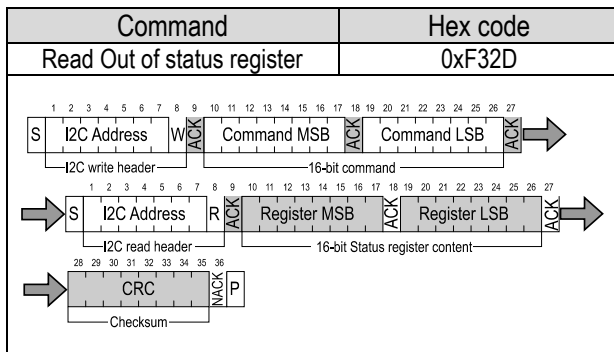 Command Hex code
Read Out of status register 0xF32D
1 2 3 4 5 6 7 8 9 10 11 12 13 14 15 16 17 18 19 20 21 22 23 24 25 26 27
S I2C Address W ACK Command MSB ACK Command LSB ACK
I2C write header 16-bit command
1 2 3 4 5 6 7 8 9 10 11 12 13 14 15 16 17 18 19 20 21 22 23 24 25 26 27
S I2C Address R ACK Register MSB ACK Register LSB ACK
I2C read header 16-bit Status register content
28 29 30 31 32 33 34 35 36
CRC NACK P
Checksum